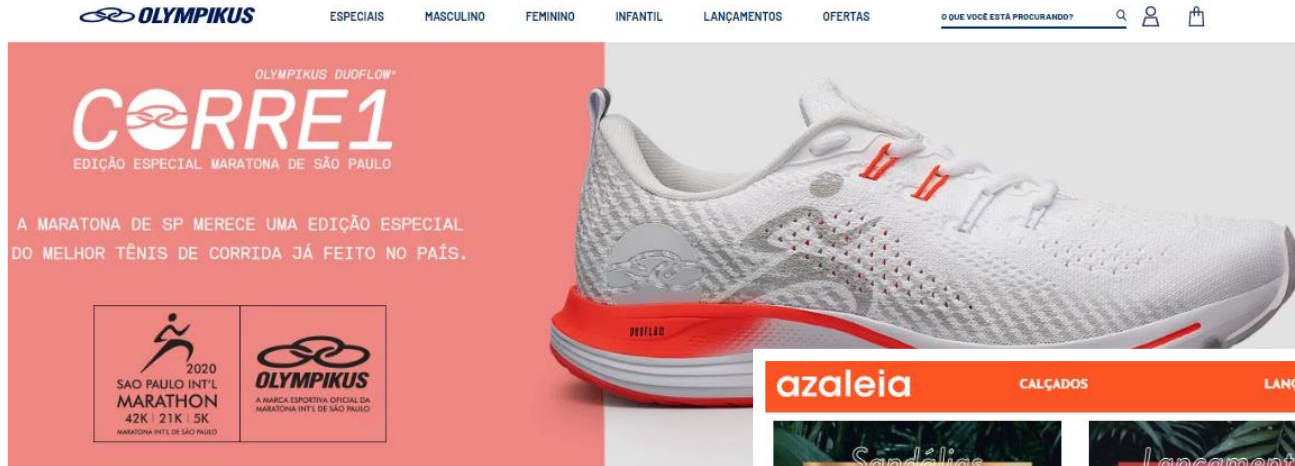 OLYMPIKUS
ESPECIAIS MASCULINO FEMININO INFANTIL LANÇAMENTOS OFERTAS
O QUE VOCÊ ESTÁ PROCURANDO?
OLYMPIKUS DUOFLOW®
CORRE1
EDIÇÃO ESPECIAL MARATONA DE SÃO PAULO
A MARATONA DE SP MERECE UMA EDIÇÃO ESPECIAL
DO MELHOR TÊNIS DE CORRIDA JÁ FEITO NO PAÍS.
2020
SAO PAULO INT'L
MARATHON
42K | 21K | 5K
MARATONA INT'L DE SÃO PAULO
OLYMPIKUS
A MARCA ESPORTIVA OFICIAL DA
MARATONA INT'L DE SÃO PAULO
DUOFLOW
azaleia
CALÇADOS
LANÇ
Sandálias
Lançament